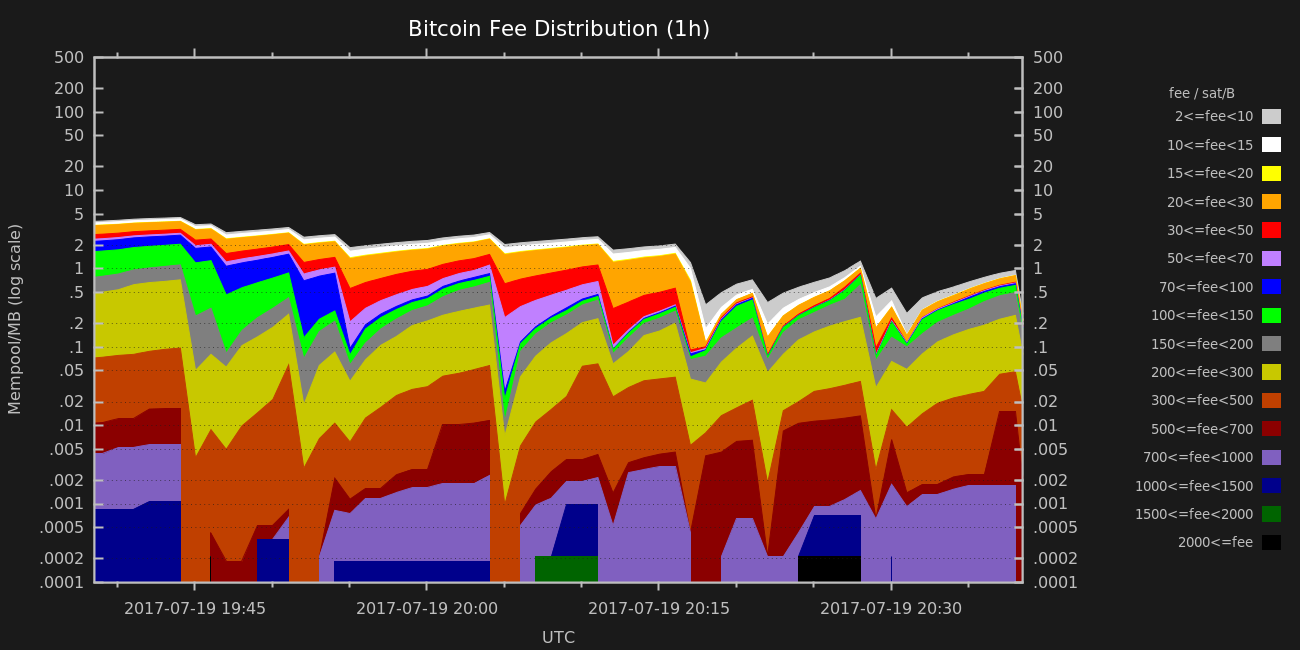 Bitcoin Fee Distribution (1h)
500
200
100
50
20
10
5
2
1
.5
.2
.1
.05
.02
.01
.005
.002
.001
.0005
.0002
.0001
Mempool/MB (log scale)
500
200
100
50
20
10
5
2
1
.5
.2
.1
.05
.02
.01
.005
.002
.001
.0005
.0002
.0001
2017-07-19 19:45 2017-07-19 20:00 2017-07-19 20:15 2017-07-19 20:30
UTC
fee / sat/B
2<=fee<10
10<=fee<15
15<=fee<20
20<=fee<30
30<=fee<50
50<=fee<70
70<=fee<100
100<=fee<150
150<=fee<200
200<=fee<300
300<=fee<500
500<=fee<700
700<=fee<1000
1000<=fee<1500
1500<=fee<2000
2000<=fee